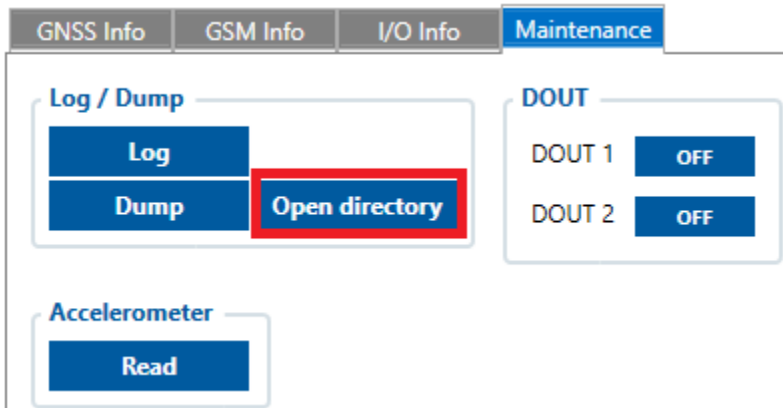 GNSS Info GSM Info I/O Info Maintenance
Log / Dump
Log
Dump Open directory
DOUT
DOUT 1 OFF
DOUT 2 OFF
Accelerometer
Read